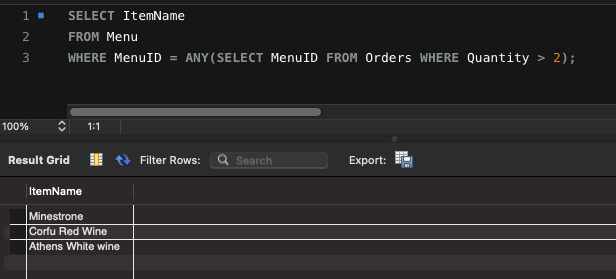 1 SELECT ItemName
2 FROM Menu
3 WHERE MenuID = ANY(SELECT MenuID FROM Orders WHERE Quantity > 2);
100% 1:1
Result Grid Filter Rows: Search Export:
ItemName
Minestrone
Corfu Red Wine
Athens White wine